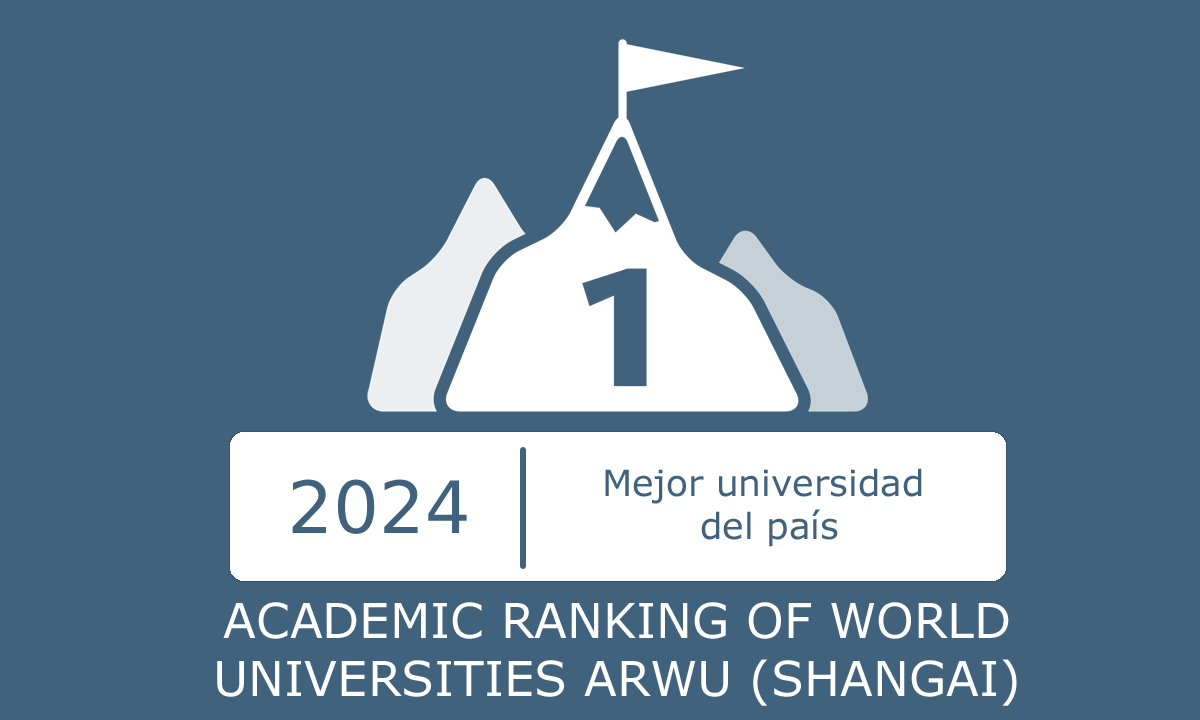 1
2024
Mejor universidad
del país
ACADEMIC RANKING OF WORLD
UNIVERSITIES ARWU (SHANGAI)